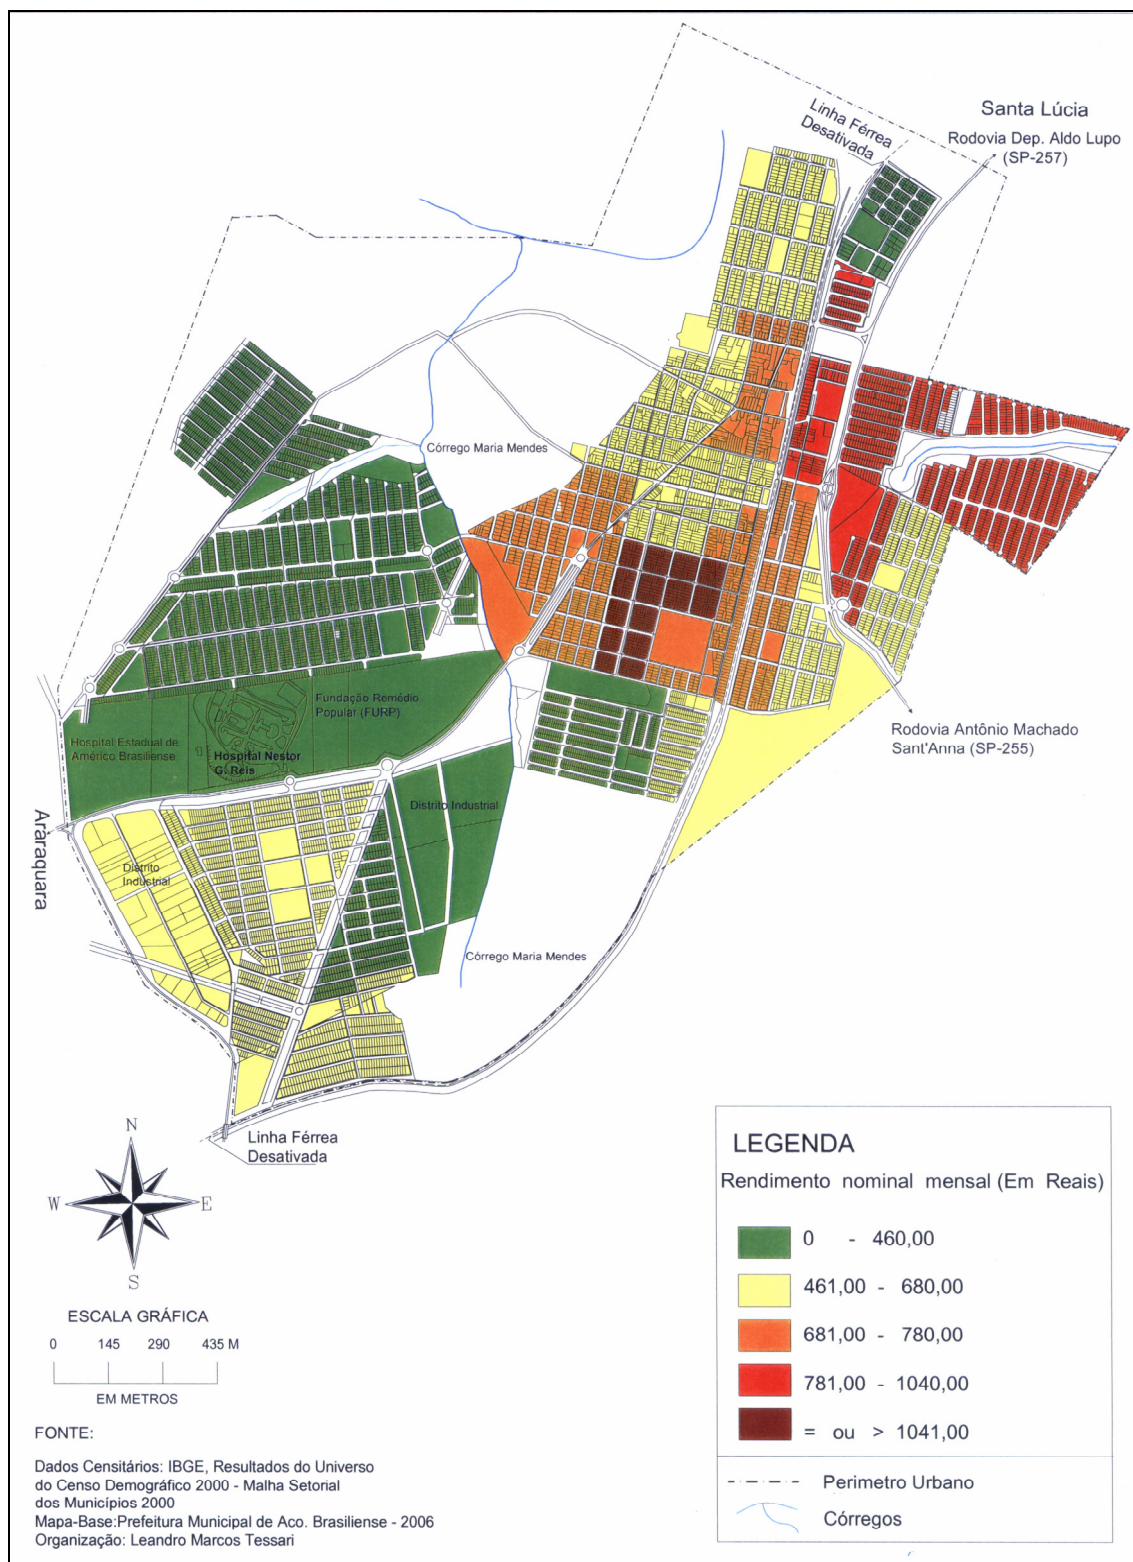 Linha Férrea
Desativada
Santa Lúcia
Rodovia Dep. Aldo Lupo
(SP-257)
Córrego Maria Mendes
Fundação Remédio
Popular (FURP)
Hospital Estadual de
Américo Brasiliense
Hospital Nestor
G. Reis
Rodovia Antônio Machado
Sant'Anna (SP-255)
Araraquara
Distrito Industrial
Distrito
Industrial
Córrego Maria Mendes
Linha Férrea
Desativada
N
W
E
S
ESCALA GRÁFICA
0 145 290 435 M
EM METROS
LEGENDA
Rendimento nominal mensal (Em Reais)
0 - 460,00
461,00 - 680,00
681,00 - 780,00
781,00 - 1040,00
= ou > 1041,00
Perimetro Urbano
Córregos
FONTE:
Dados Censitários: IBGE, Resultados do Universo
do Censo Demográfico 2000 - Malha Setorial
dos Municípios 2000
Mapa-Base:Prefeitura Municipal de Aco. Brasiliense - 2006
Organização: Leandro Marcos Tessari